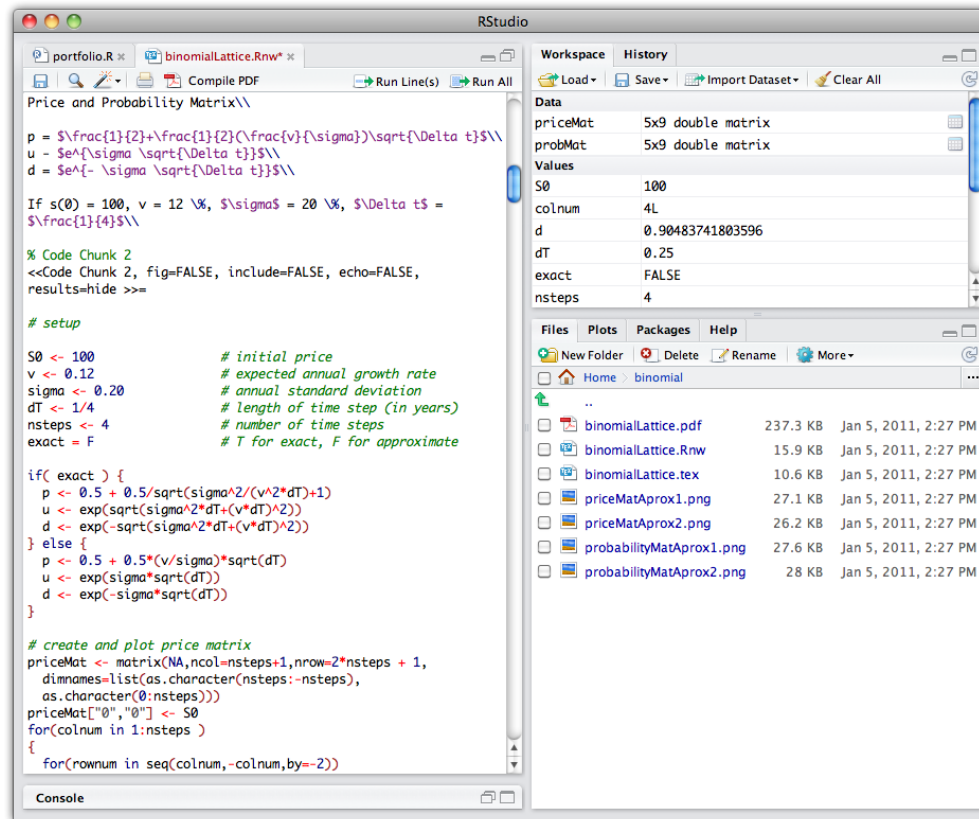 RStudio
portfolio.R
binomialLattice.Rnw*
Compile PDF
Run Line(s)
Run All
Price and Probability Matrix\\
p = $\frac{1}{2}+\frac{1}{2}(\frac{v}{\sigma})\sqrt{\Delta t}$\\
u - $e^{\sigma \sqrt{\Delta t}}$\\
d = $e^{- \sigma \sqrt{\Delta t}}$\\
If s(0) = 100, v = 12 \%, $\sigma$ = 20 \%, $\Delta t$ =
$\frac{1}{4}$\\
% Code Chunk 2
<<Code Chunk 2, fig=FALSE, include=FALSE, echo=FALSE,
results=hide >>=
# setup
S0 <- 100 # initial price
v <- 0.12 # expected annual growth rate
sigma <- 0.20 # annual standard deviation
dT <- 1/4 # length of time step (in years)
nsteps <- 4 # number of time steps
exact = F # T for exact, F for approximate
if( exact ) {
  p <- 0.5 + 0.5/sqrt(sigma^2/(v^2*dT)+1)
  u <- exp(sqrt(sigma^2*dT+(v*dT)^2))
  d <- exp(-sqrt(sigma^2*dT+(v*dT)^2))
} else {
  p <- 0.5 + 0.5*(v/sigma)*sqrt(dT)
  u <- exp(sigma*sqrt(dT))
  d <- exp(-sigma*sqrt(dT))
}
# create and plot price matrix
priceMat <- matrix(NA,ncol=nsteps+1,nrow=2*nsteps + 1,
  dimnames=list(as.character(nsteps:-nsteps),
  as.character(0:nsteps)))
priceMat["0","0"] <- S0
for(colnum in 1:nsteps )
{
  for(rownum in seq(colnum,-colnum,by=-2))
Console
Workspace History
Load Save Import Dataset Clear All
Data
priceMat 5x9 double matrix
probMat 5x9 double matrix
Values
S0 100
colnum 4L
d 0.90483741803596
dT 0.25
exact FALSE
nsteps 4
Files Plots Packages Help
New Folder Delete Rename More
Home binomial
...
..
binomialLattice.pdf 237.3 KB Jan 5, 2011, 2:27 PM
binomialLattice.Rnw 15.9 KB Jan 5, 2011, 2:27 PM
binomialLattice.tex 10.6 KB Jan 5, 2011, 2:27 PM
priceMatAprox1.png 27.1 KB Jan 5, 2011, 2:27 PM
priceMatAprox2.png 26.2 KB Jan 5, 2011, 2:27 PM
probabilityMatAprox1.png 27.6 KB Jan 5, 2011, 2:27 PM
probabilityMatAprox2.png 28 KB Jan 5, 2011, 2:27 PM